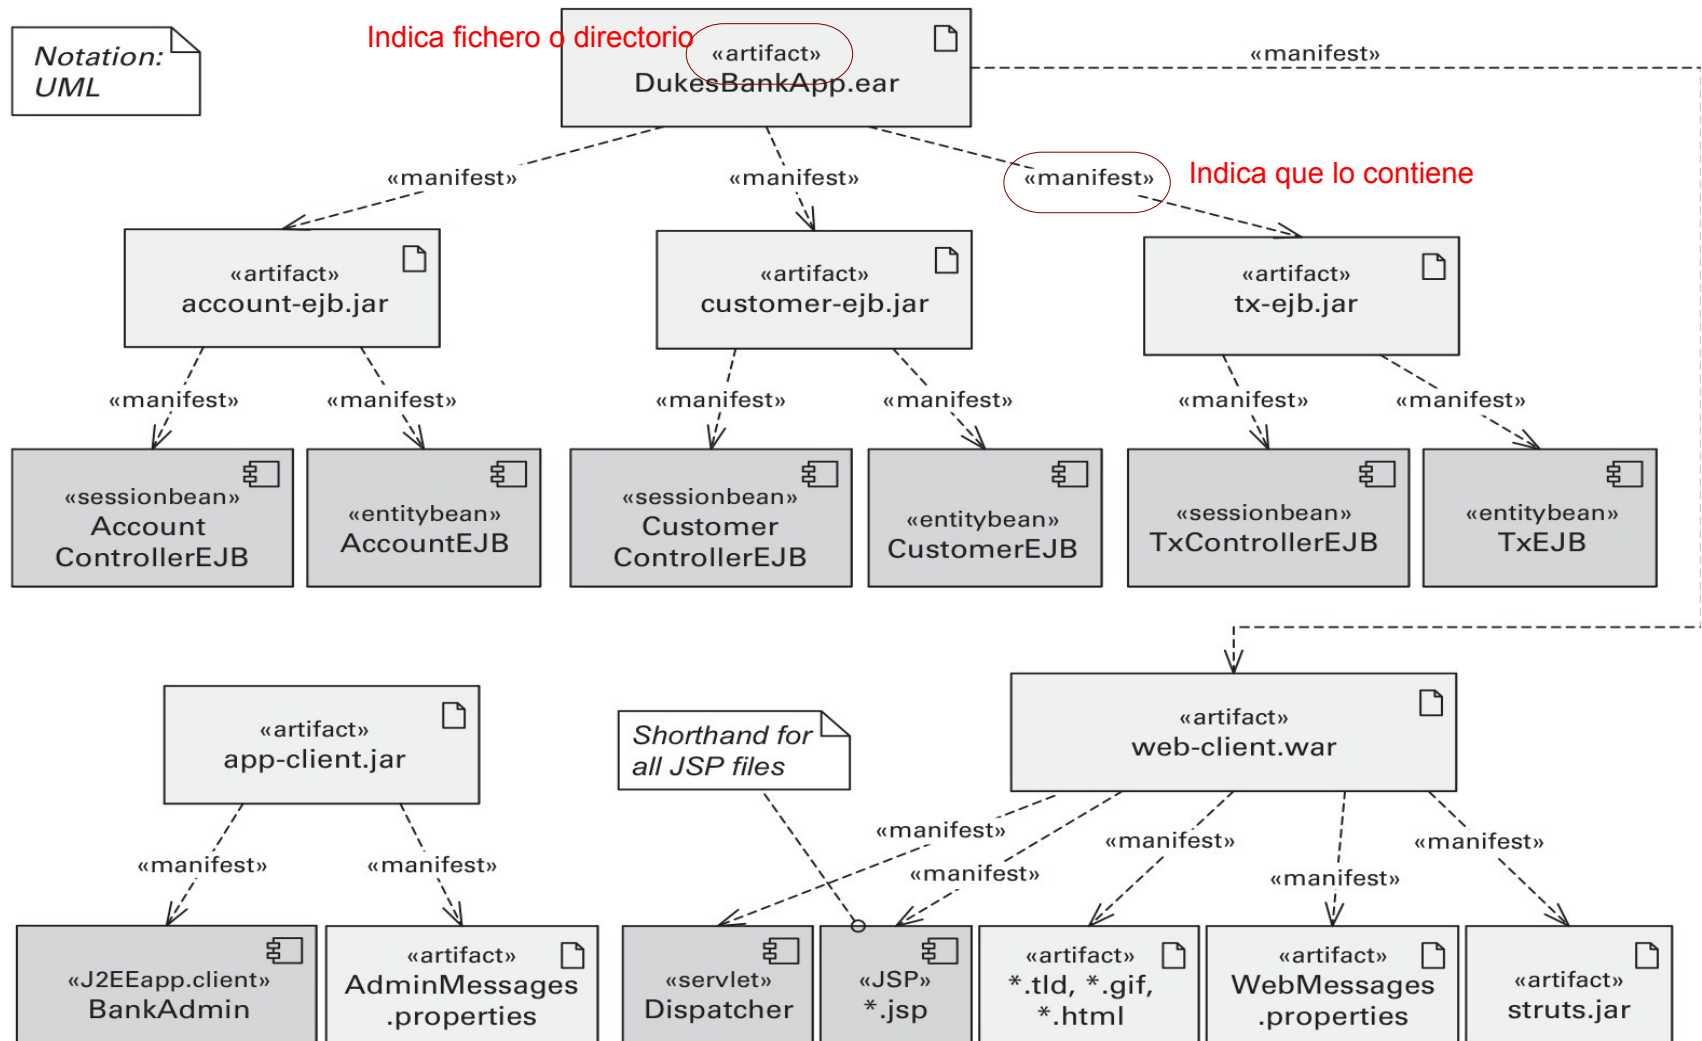 Notation:
UML
Indica fichero o directorio
«artifact»
DukesBankApp.ear
«manifest»
«manifest»
«manifest»
«manifest»
Indica que lo contiene
«artifact»
account-ejb.jar
«artifact»
customer-ejb.jar
«artifact»
tx-ejb.jar
«manifest»
«manifest»
«manifest»
«manifest»
«manifest»
«manifest»
«sessionbean»
Account
ControllerEJB
«entitybean»
AccountEJB
«sessionbean»
Customer
ControllerEJB
«entitybean»
CustomerEJB
«sessionbean»
TxControllerEJB
«entitybean»
TxEJB
«artifact»
app-client.jar
Shorthand for
all JSP files
«artifact»
web-client.war
«manifest»
«manifest»
«manifest»
«manifest»
«manifest»
«manifest»
«manifest»
«J2EEapp.client»
BankAdmin
«artifact»
AdminMessages
.properties
«servlet»
Dispatcher
«JSP»
*.jsp
«artifact»
*.tld, *.gif,
*.html
«artifact»
WebMessages
.properties
«artifact»
struts.jar